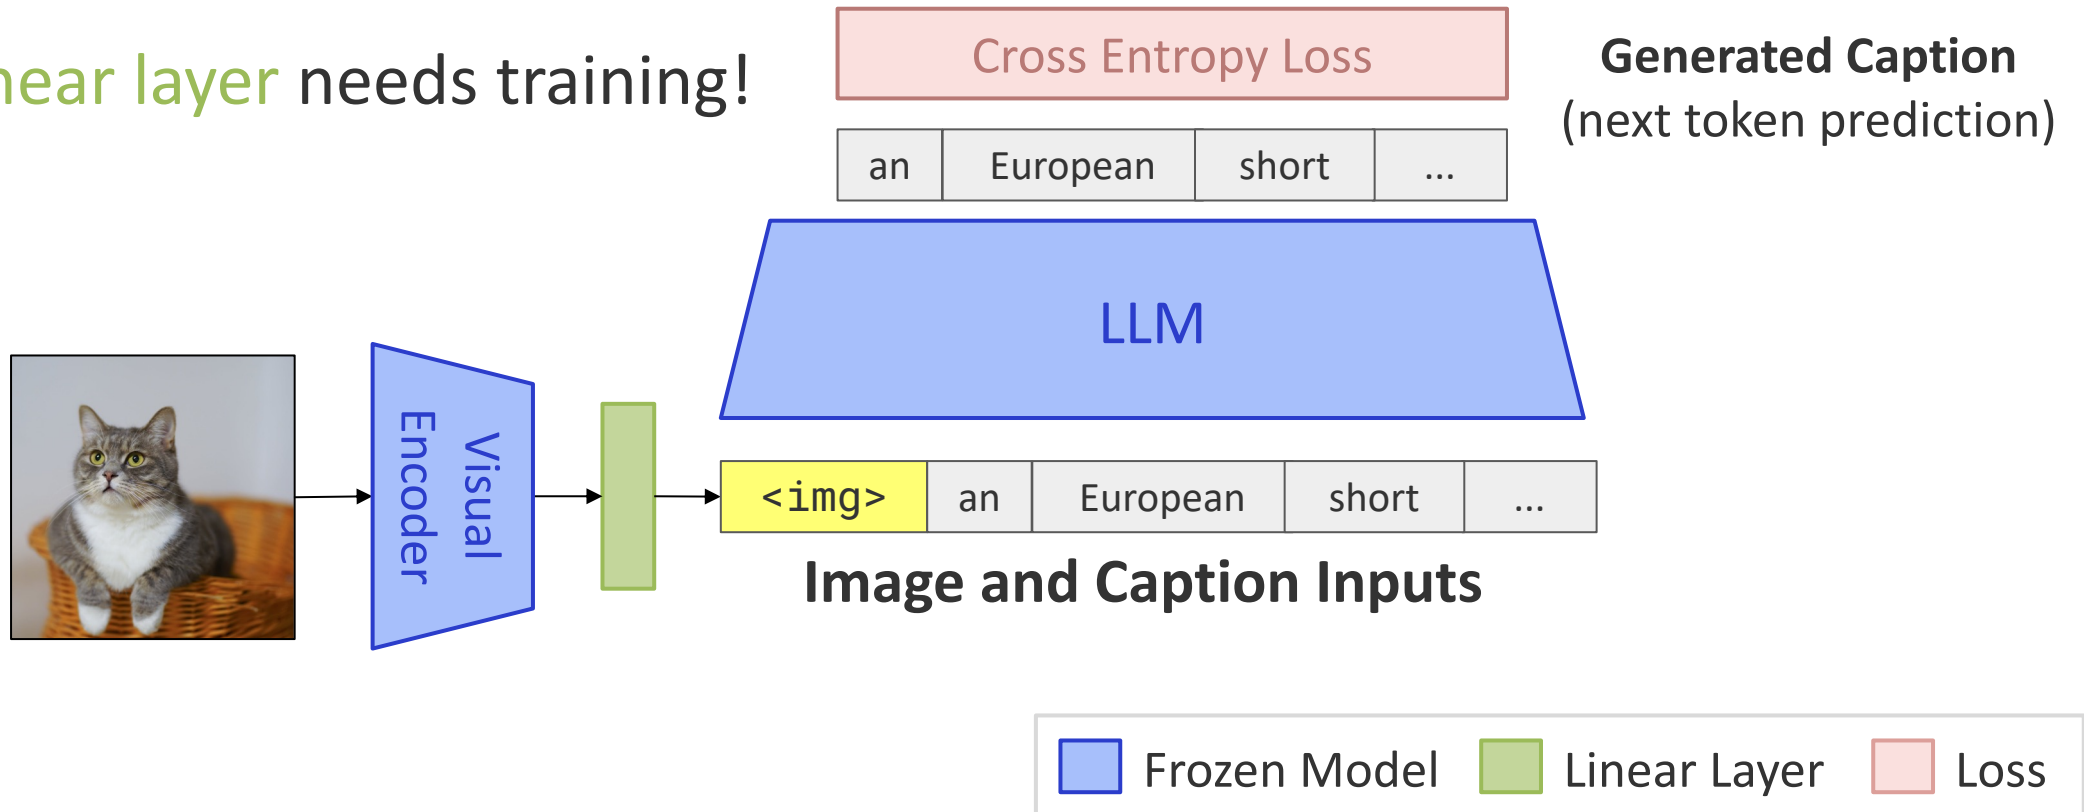 near layer needs training!
Cross Entropy Loss
Generated Caption
(next token prediction)
an European short ...
LLM
Visual
Encoder
<img> an European short ...
Image and Caption Inputs
Frozen Model Linear Layer Loss